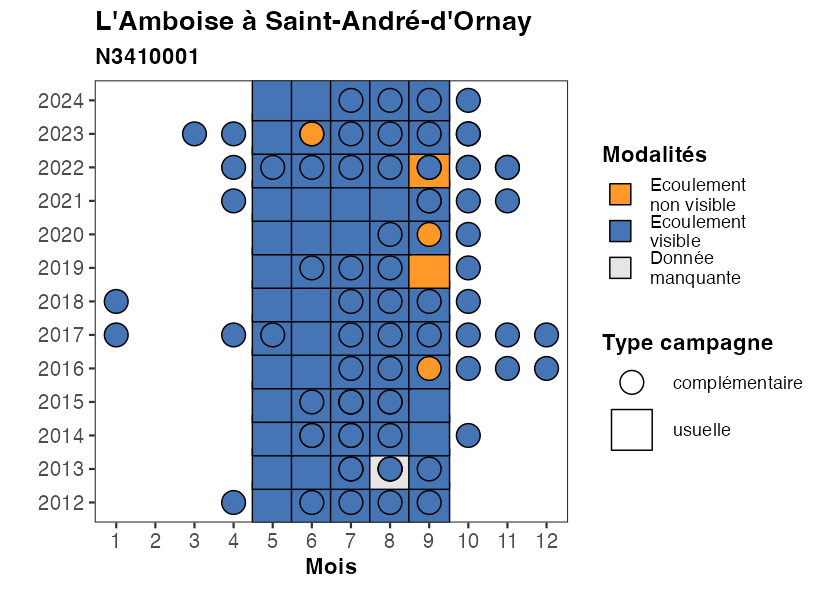 L'Amboise à Saint-André-d'Ornay
N3410001
2024
2023
2022
2021
2020
2019
2018
2017
2016
2015
2014
2013
2012
1 2 3 4 5 6 7 8 9 10 11 12
Mois
Modalités
Ecoulement
non visible
Ecoulement
visible
Donnée
manquante
Type campagne
complémentaire
usuelle